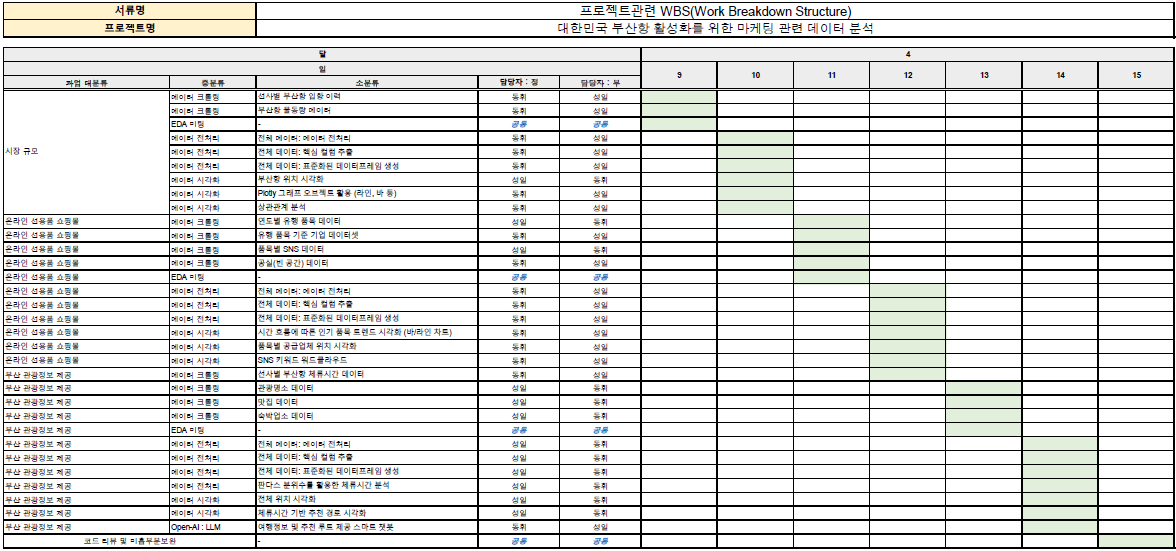 서류명 프로젝트관련 WBS(Work Breakdown Structure)
프로젝트명 대한민국 부산항 활성화를 위한 마케팅 관련 데이터 분석
달 4
일 9 10 11 12 13 14 15
과업 대분류 중분류 소분류 담당자 : 정 담당자 : 부
데이터 크롤링 선사별 부산항 입항 이력 동휘 성일
데이터 크롤링 부산항 물동량 데이터 동휘 성일
EDA 미팅 - 공통 공통
데이터 전처리 전체 데이터: 데이터 전처리 동휘 성일
시장 규모 데이터 전처리 전체 데이터: 핵심 컬럼 추출 동휘 성일
데이터 전처리 전체 데이터: 표준화된 데이터프레임 생성 동휘 성일
데이터 시각화 부산항 위치 시각화 동휘 성일
데이터 시각화 Plotly 그래프 오브젝트 활용 (라인, 바 등) 동휘 성일
데이터 시각화 상관관계 분석 동휘 성일
온라인 선용품 쇼핑몰 데이터 크롤링 연도별 유행 품목 데이터 성일 동휘
온라인 선용품 쇼핑몰 데이터 크롤링 유행 품목 기준 기업 데이터셋 성일 동휘
온라인 선용품 쇼핑몰 데이터 크롤링 품목별 SNS 데이터 성일 동휘
온라인 선용품 쇼핑몰 데이터 크롤링 공실(빈 공간) 데이터 동휘 성일
온라인 선용품 쇼핑몰 EDA 미팅 - 공통 공통
온라인 선용품 쇼핑몰 데이터 전처리 전체 데이터: 데이터 전처리 동휘 성일
온라인 선용품 쇼핑몰 데이터 전처리 전체 데이터: 핵심 컬럼 추출 동휘 성일
온라인 선용품 쇼핑몰 데이터 전처리 전체 데이터: 표준화된 데이터프레임 생성 동휘 성일
온라인 선용품 쇼핑몰 데이터 시각화 시간 흐름에 따른 인기 품목 트렌드 시각화 (바/라인 차트) 동휘 성일
온라인 선용품 쇼핑몰 데이터 시각화 품목별 공급업체 위치 시각화 동휘 성일
온라인 선용품 쇼핑몰 데이터 시각화 SNS 키워드 워드클라우드 동휘 성일
부산 관광정보 제공 데이터 크롤링 선사별 부산항 체류시간 데이터 동휘 성일
부산 관광정보 제공 데이터 크롤링 관광명소 데이터 성일 동휘
부산 관광정보 제공 데이터 크롤링 맛집 데이터 성일 동휘
부산 관광정보 제공 데이터 크롤링 숙박업소 데이터 성일 동휘
부산 관광정보 제공 EDA 미팅 - 공통 공통
부산 관광정보 제공 데이터 전처리 전체 데이터: 데이터 전처리 성일 동휘
부산 관광정보 제공 데이터 전처리 전체 데이터: 핵심 컬럼 추출 성일 동휘
부산 관광정보 제공 데이터 전처리 전체 데이터: 표준화된 데이터프레임 생성 성일 동휘
부산 관광정보 제공 데이터 전처리 판다스 분위수를 활용한 체류시간 분석 성일 동휘
부산 관광정보 제공 데이터 시각화 전체 위치 시각화 성일 동휘
부산 관광정보 제공 데이터 시각화 체류시간 기반 추천 경로 시각화 성일 동휘
부산 관광정보 제공 Open-AI : LLM 여행정보 및 추천 루트 제공 스마트 챗봇 동휘 성일
코드 리뷰 및 미흡부분보완 - 공통 공통